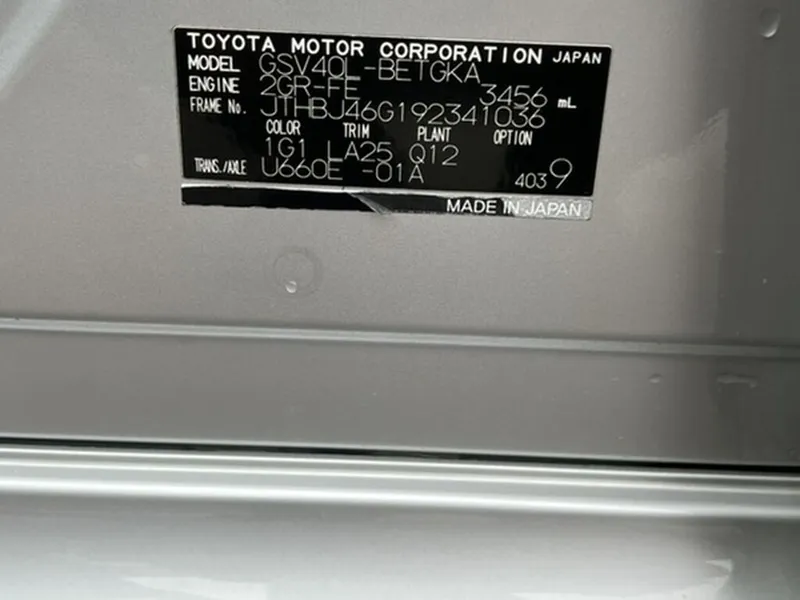 TOYOTA MOTOR CORPORATION JAPAN
MODEL GSV40L-BETGKA
ENGINE 2GR-FE 3456 mL
FRAME No. JTHBJ46G192341036
COLOR TRIM PLANT OPTION
1G1 LA25 Q12
TRANS./AXLE U660E -01A 4039
MADE IN JAPAN